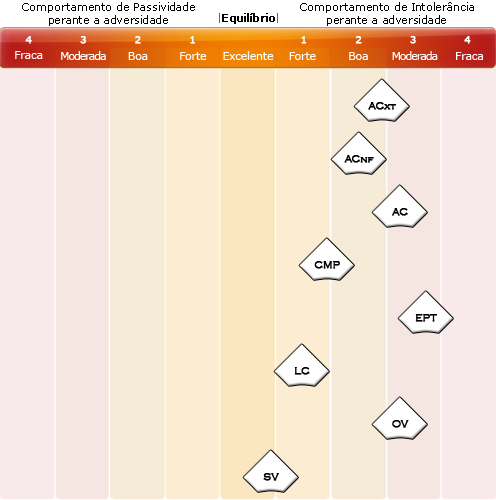 Comportamento de Passividade
perante a adversidade
|Equilíbrio|
Comportamento de Intolerância
perante a adversidade
4 3 2 1 1 2 3 4
Fraca Moderada Boa Forte Excelente Forte Boa Moderada Fraca
ACXT
ACNF
AC
CMP
EPT
LC
OV
SV